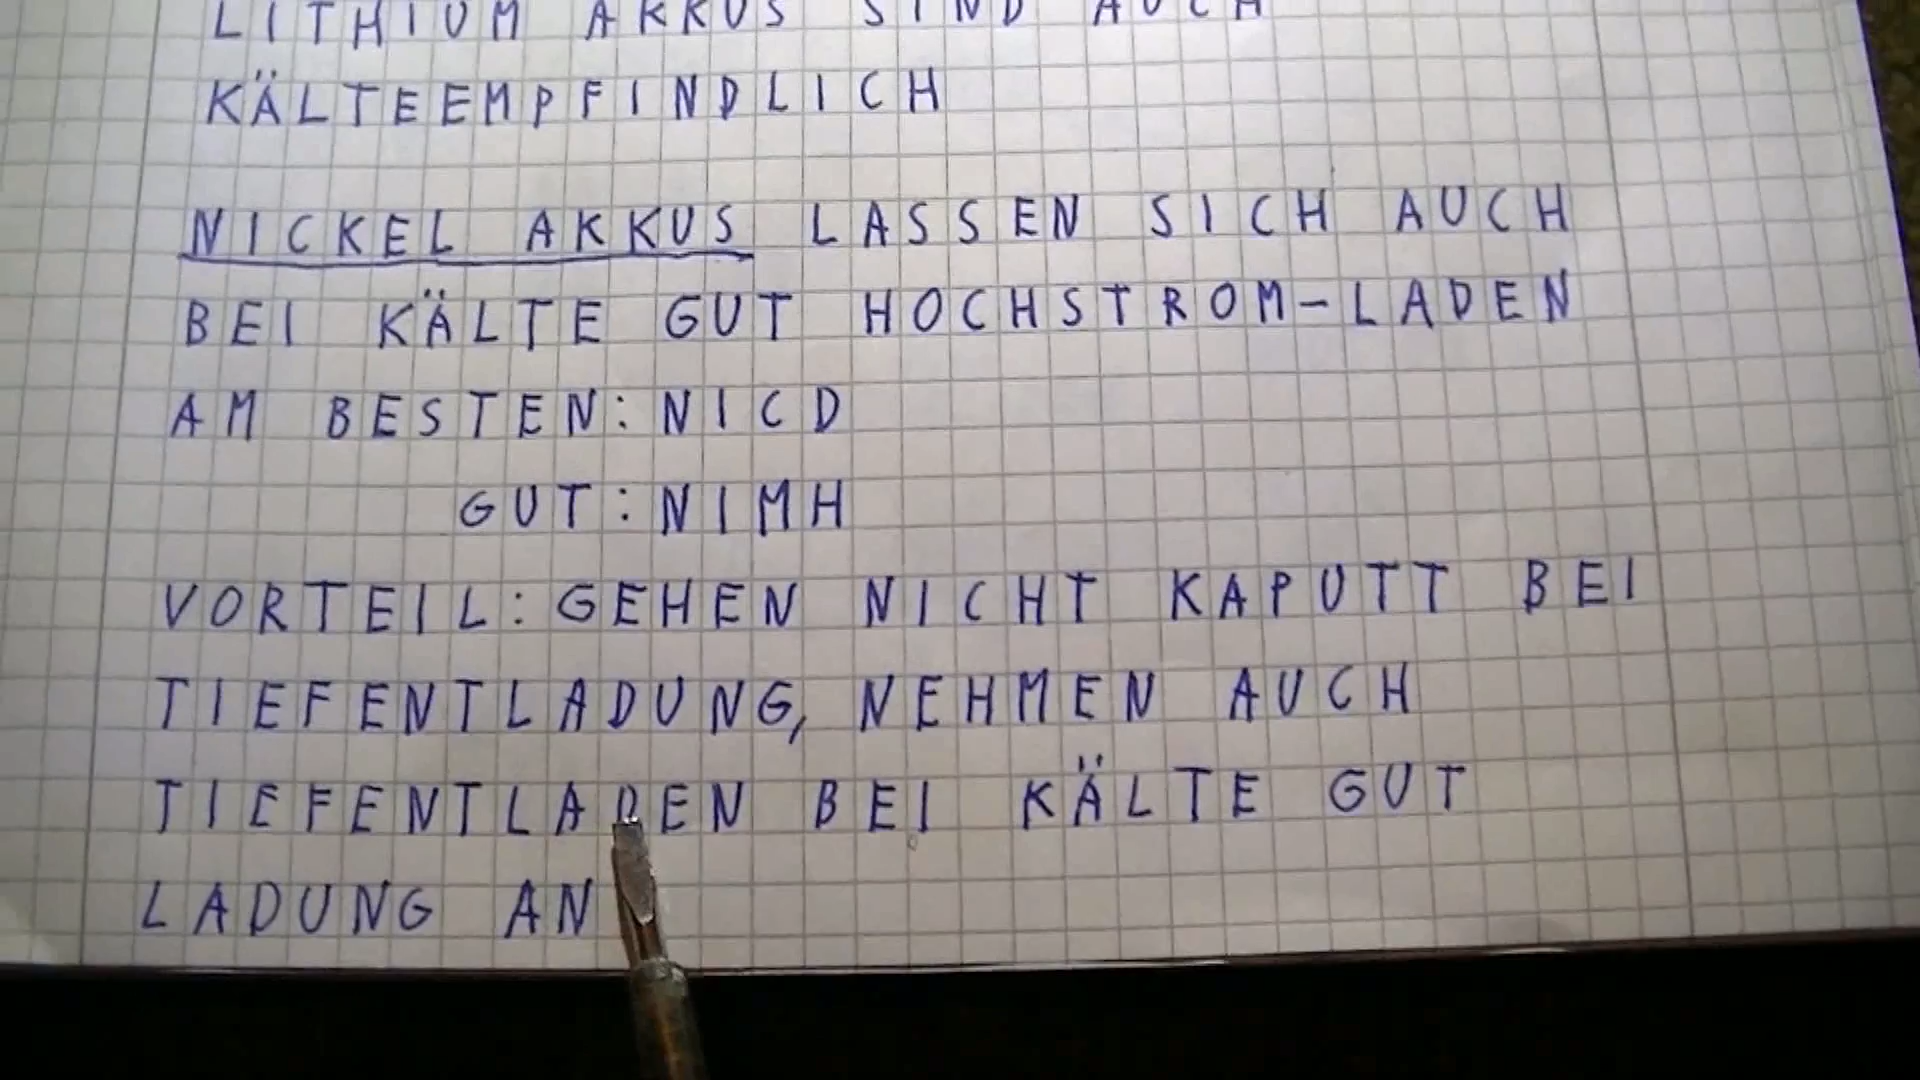 LITHIUM AKKUS SIND AUCH
KÄLTEEMPFINDLICH
NICKEL AKKUS LASSEN SICH AUCH
BEI KÄLTE GUT HOCHSTROM-LADEN
AM BESTEN: NICD
GUT: NIMH
VORTEIL: GEHEN NICHT KAPUTT BEI
TIEFENTLADUNG, NEHMEN AUCH
TIEFENTLADEN BEI KÄLTE GUT
LADUNG AN